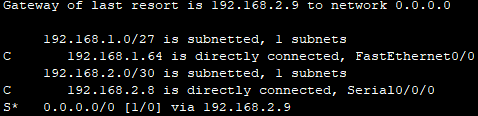 Gateway of last resort is 192.168.2.9 to network 0.0.0.0
192.168.1.0/27 is subnetted, 1 subnets
C 192.168.1.64 is directly connected, FastEthernet0/0
192.168.2.0/30 is subnetted, 1 subnets
C 192.168.2.8 is directly connected, Serial0/0/0
S* 0.0.0.0/0 [1/0] via 192.168.2.9